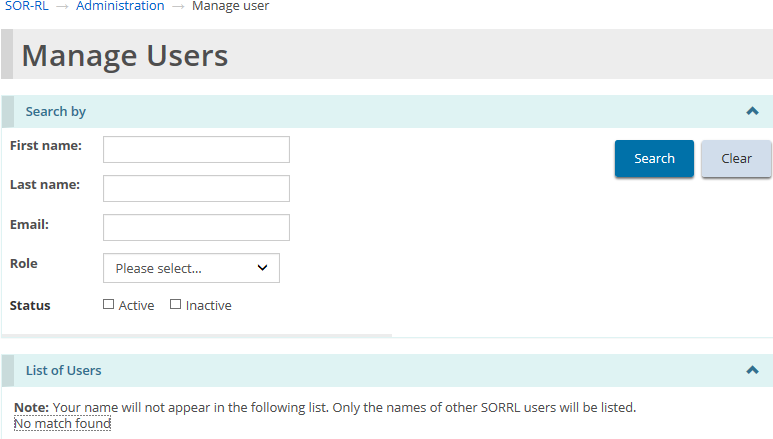 SOR-RL → Administration → Manage user
Manage Users
Search by
First name:
Search Clear
Last name:
Email:
Role Please select...
Status Active Inactive
List of Users
Note: Your name will not appear in the following list. Only the names of other SORRL users will be listed.
No match found